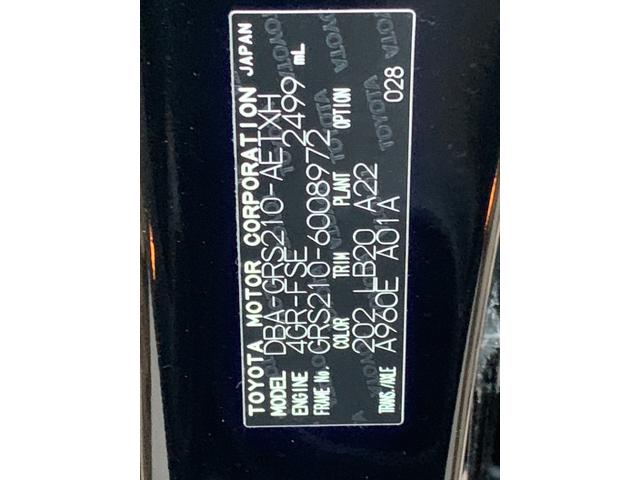 TOYOTA MOTOR CORPORATION JAPAN
MODEL DBA-GRS210-AETXH
ENGINE 4GR-FSE 2499 mL
FRAME No. GRS210-6008972
COLOR TRIM PLANT OPTION
202 LB20 A22
TRANS./AXLE A960E A01A 028